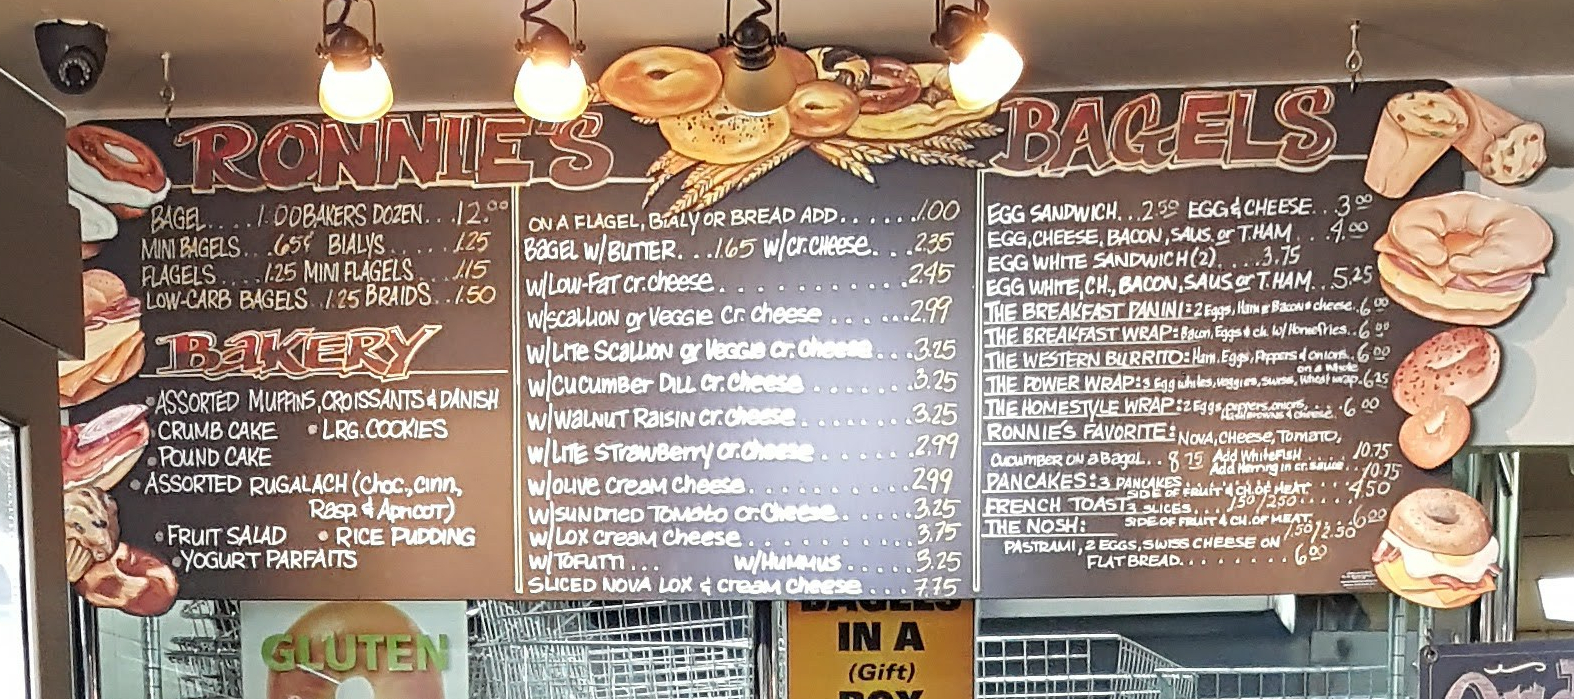 RONNIE'S BAGELS
BAGEL.....1.00 BAKERS DOZEN...12.00
MINI BAGELS ..65¢ BIALYS.......1.25
FLAGELS.....1.25 MINI FLAGELS....1.15
LOW-CARB BAGELS .1.25 BRAIDS..1.50
BAKERY
• ASSORTED MUFFINS, CROISSANTS & DANISH
• CRUMB CAKE • LRG. COOKIES
• POUND CAKE
• ASSORTED RUGALACH (Choc., cinn,
Rasp & Apricot)
• FRUIT SALAD • RICE PUDDING
• YOGURT PARFAITS
ON A FLAGEL, BIALY OR BREAD ADD......1.00
BAGEL W/BUTTER...1.65 W/cr.cheese...2.35
W/Low-FaT cr.cheese..........2.45
W/scallion or Veggie Cr. cheese......2.99
W/LITE Scallion or Veggie cr. cheese...3.25
W/Cucumber DILL cr. cheese........3.25
W/Walnut Raisin cr. cheese........3.25
W/LITE Strawberry cr. cheese.......2.99
W/olive cream cheese..........2.99
W/SUNDRIED TOMATO cr. Cheese.....3.25
W/Lox cream cheese..........3.75
W/TOFUTTI... W/HUMMUS....3.25
SLICED NOVA LOX & cream cheese....7.75
EGG SANDWICH...2.50 EGG & CHEESE...3.00
EGG, CHEESE, BACON, SAUS. or T.HAM...4.00
EGG WHITE SANDWICH (2)....3.75
EGG WHITE, CH., BACON, SAUS or T.HAM...5.25
THE BREAKFAST PANINI: 2 Eggs, Ham or Bacon & cheese..6.00
THE BREAKFAST WRAP: Bacon, Eggs & ch. W/ Homefries..6.00
THE WESTERN BURRITO: Ham, Eggs, Peppers & onions..6.00
THE POWER WRAP: 3 Egg whites, veggies, swiss, on a whole wheat wrap.6.25
THE HOMESTYLE WRAP: 2 Eggs, peppers, onions, cheese.6.00
RONNIE'S FAVORITE: NOVA, Cheese, Tomato,
Cucumber on a Bagel...8.75 Add WhiteFish......10.75
Add Herring in cr. sauce...10.75
PANCAKES: 3 PANCAKES........4.50
SIDE OF FRUIT & CH. OF MEAT 1.50/2.50
FRENCH TOAST: 3 SLICES.........6.00
SIDE OF FRUIT & CH. OF MEAT 1.50/2.50
THE NOSH:
PASTRAMI, 2 EGGS, SWISS CHEESE ON
FLAT BREAD........6.00
GLUTEN
BAGELS
IN A
(Gift)
BOX